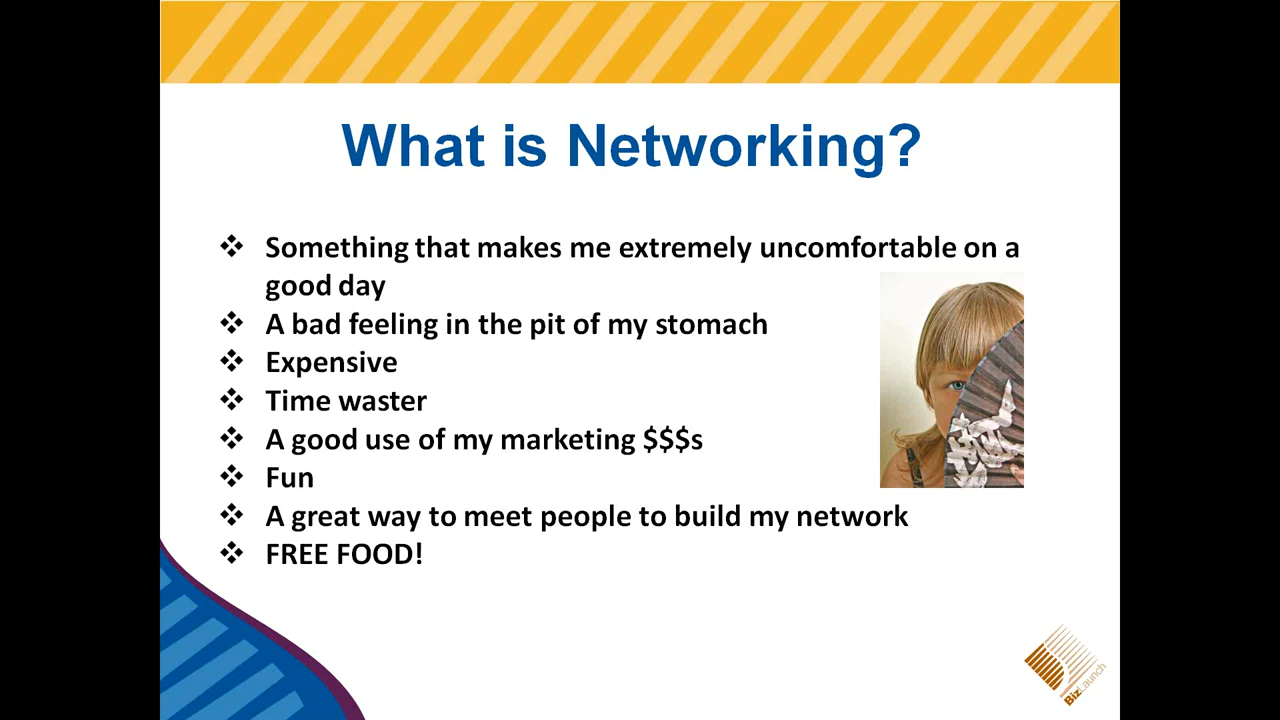 What is Networking?
❖ Something that makes me extremely uncomfortable on a
good day
❖ A bad feeling in the pit of my stomach
❖ Expensive
❖ Time waster
❖ A good use of my marketing $$$s
❖ Fun
❖ A great way to meet people to build my network
❖ FREE FOOD!
BizLaunch